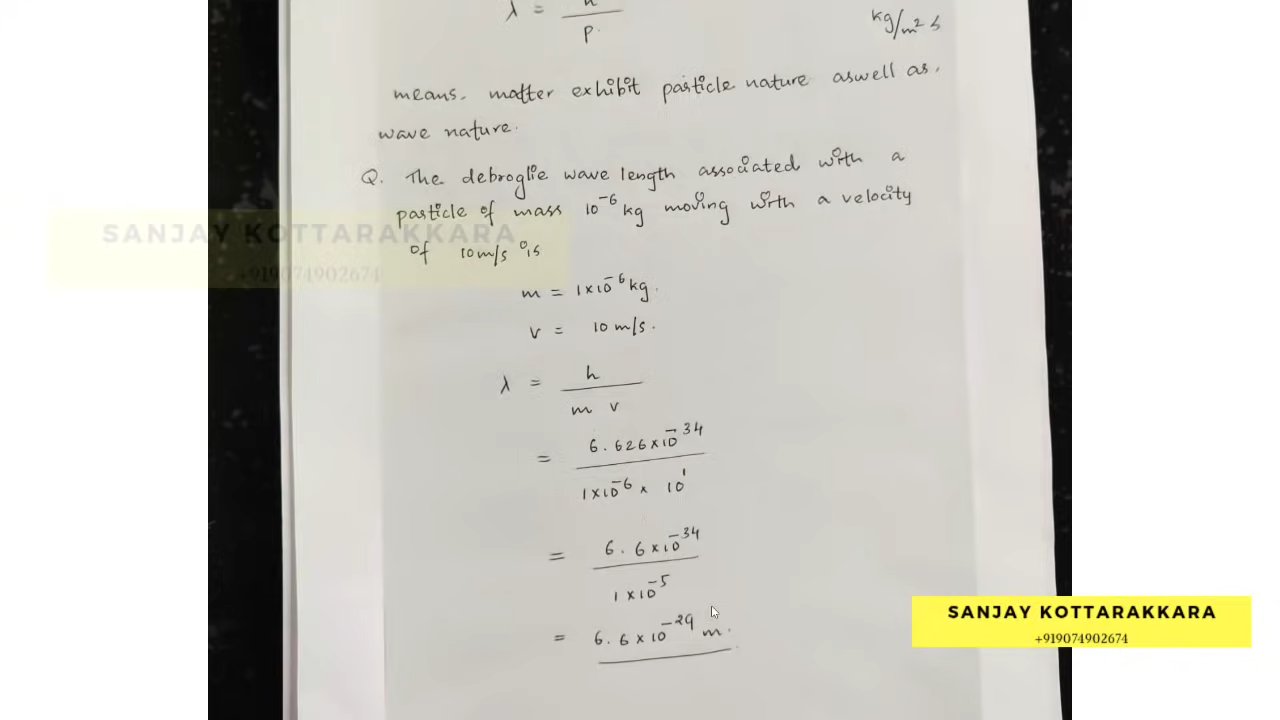 λ = h / p
kg/m² s
means. matter exhibit particle nature aswell as.
wave nature.
Q. The debroglie wave length associated with a
particle of mass 10⁻⁶ kg moving with a velocity
of 10m/s is
SANJAY KOTTARAKKARA
+919074902674
m = 1×10⁻⁶ kg.
v = 10 m/s.
λ = h / m v
= 6.626×10⁻³⁴ / 1×10⁻⁶ × 10¹
= 6.6×10⁻³⁴ / 1×10⁻⁵
= 6.6×10⁻²⁹ m.
SANJAY KOTTARAKKARA
+919074902674